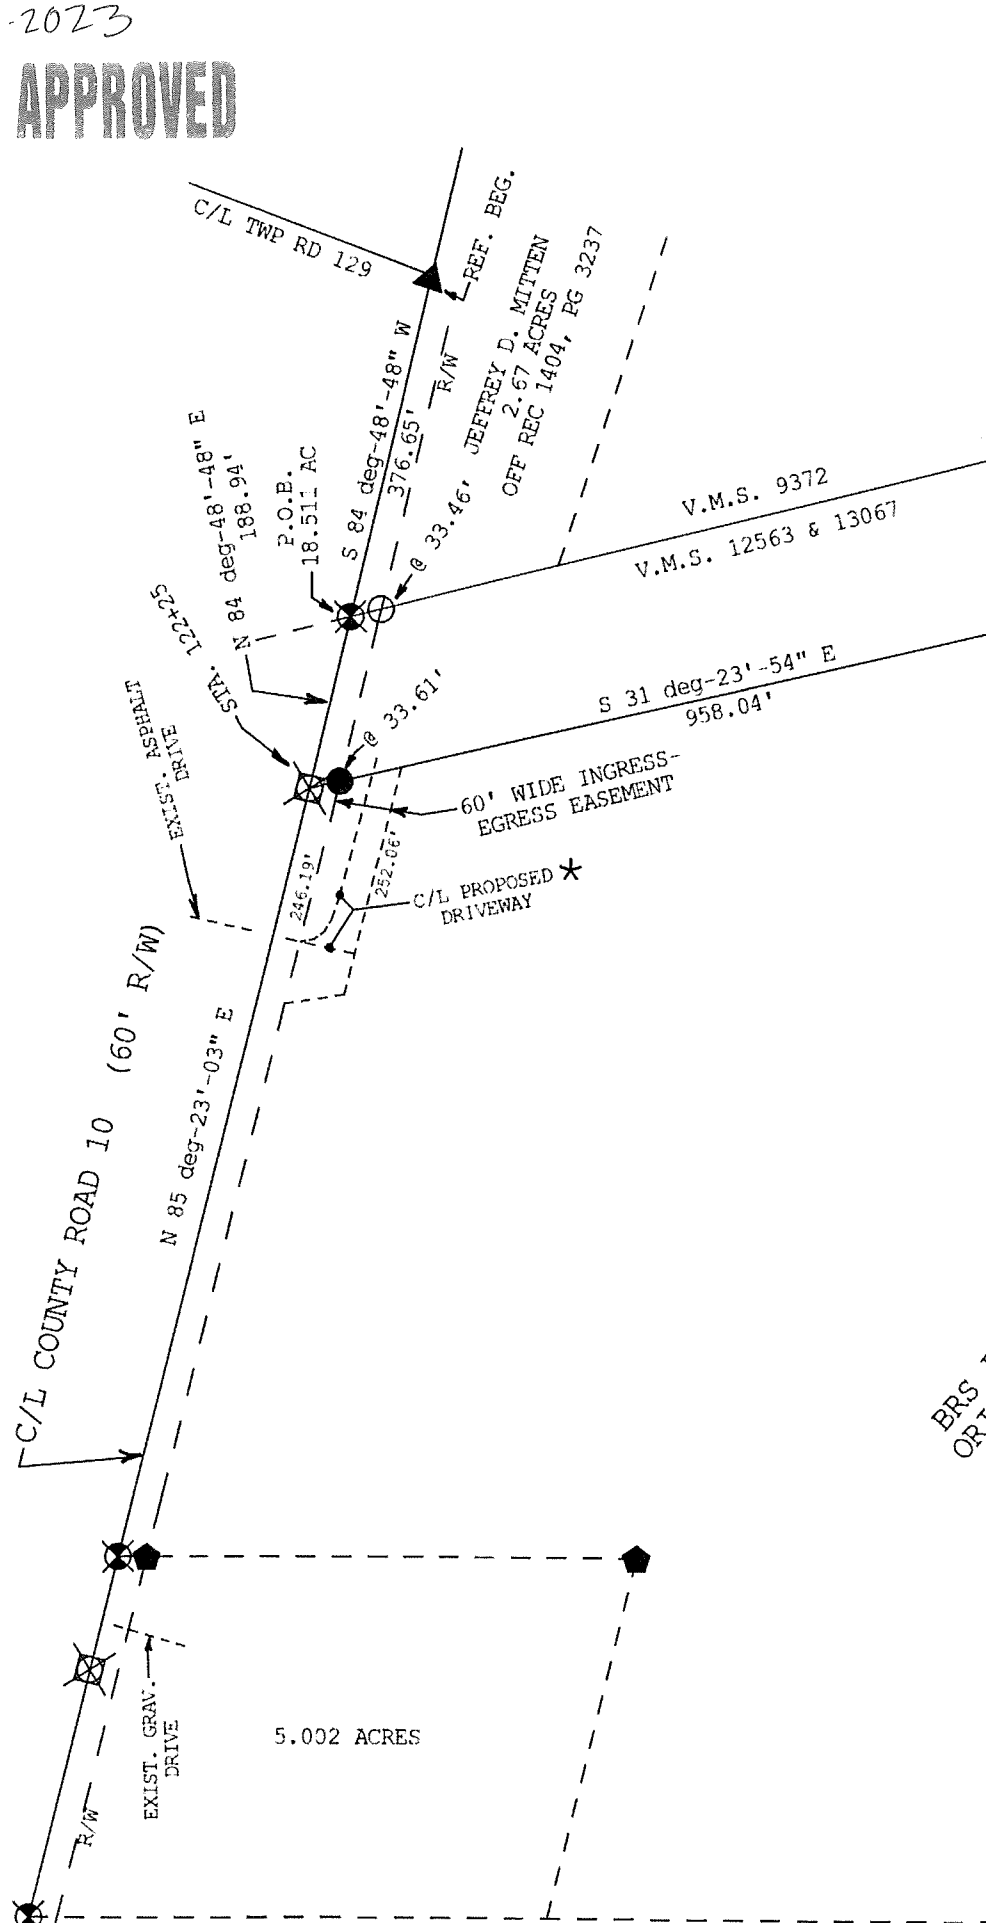 -2023
APPROVED
C/L TWP RD 129
REF. BEG.
JEFFREY D. MITTEN
2.67 ACRES
OFF REC 1404, PG 3237
R/W
S 84 deg-48'-48" W
376.65'
N 84 deg-48'-48" E
188.94'
P.O.B.
18.511 AC
@ 33.46'
V.M.S. 9372
V.M.S. 12563 & 13067
STA. 122+25
EXIST. ASPHALT
DRIVE
@ 33.61'
S 31 deg-23'-54" E
958.04'
60' WIDE INGRESS-
EGRESS EASEMENT
246.19'
252.06'
C/L PROPOSED *
DRIVEWAY
C/L COUNTY ROAD 10 (60' R/W)
N 85 deg-23'-03" E
BRS
EXIST. GRAV.
DRIVE
5.002 ACRES
R/W